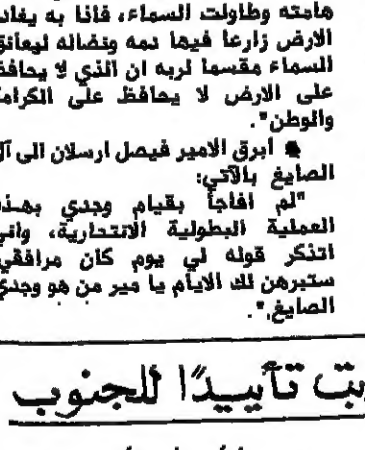 هامته وطاولت السماء، فانا به يغادر
الارض زارعا فيها دمه ونضاله ليعانق
السماء مقسما لربه ان الذي لا يحافظ
على الارض لا يحافظ على الكرامة
والوطن".
● أبرق الامير فيصل ارسلان الى آل
الصايغ بالآتي:
"لم افاجأ بقيام وجدي بهذه
العملية البطولية الانتحارية، واني
اتذكر قوله لي يوم كان مرافقي
ستبرهن لك الايام يا مير من هو وجدي
الصايغ.".
تأييدًا للجنوب